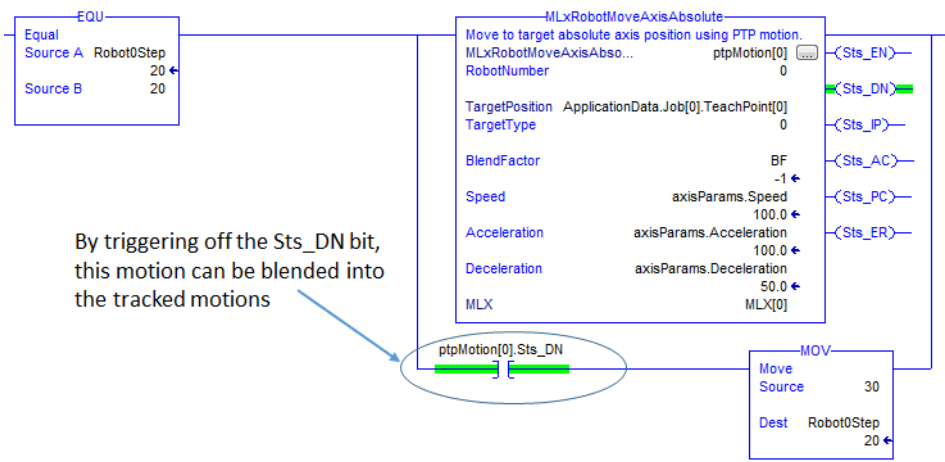 EQU
Equal
Source A Robot0Step
20
Source B 20
MLxRobotMoveAxisAbsolute
Move to target absolute axis position using PTP motion.
MLxRobotMoveAxisAbso... ptpMotion[0] ...
RobotNumber 0
TargetPosition ApplicationData.Job[0].TeachPoint[0]
TargetType 0
BlendFactor BF
-1
Speed axisParams.Speed
100.0
Acceleration axisParams.Acceleration
100.0
Deceleration axisParams.Deceleration
50.0
MLX MLX[0]
Sts_EN
Sts_DN
Sts_IP
Sts_AC
Sts_PC
Sts_ER
By triggering off the Sts_DN bit,
this motion can be blended into
the tracked motions
ptpMotion[0].Sts_DN
MOV
Move
Source 30
Dest Robot0Step
20